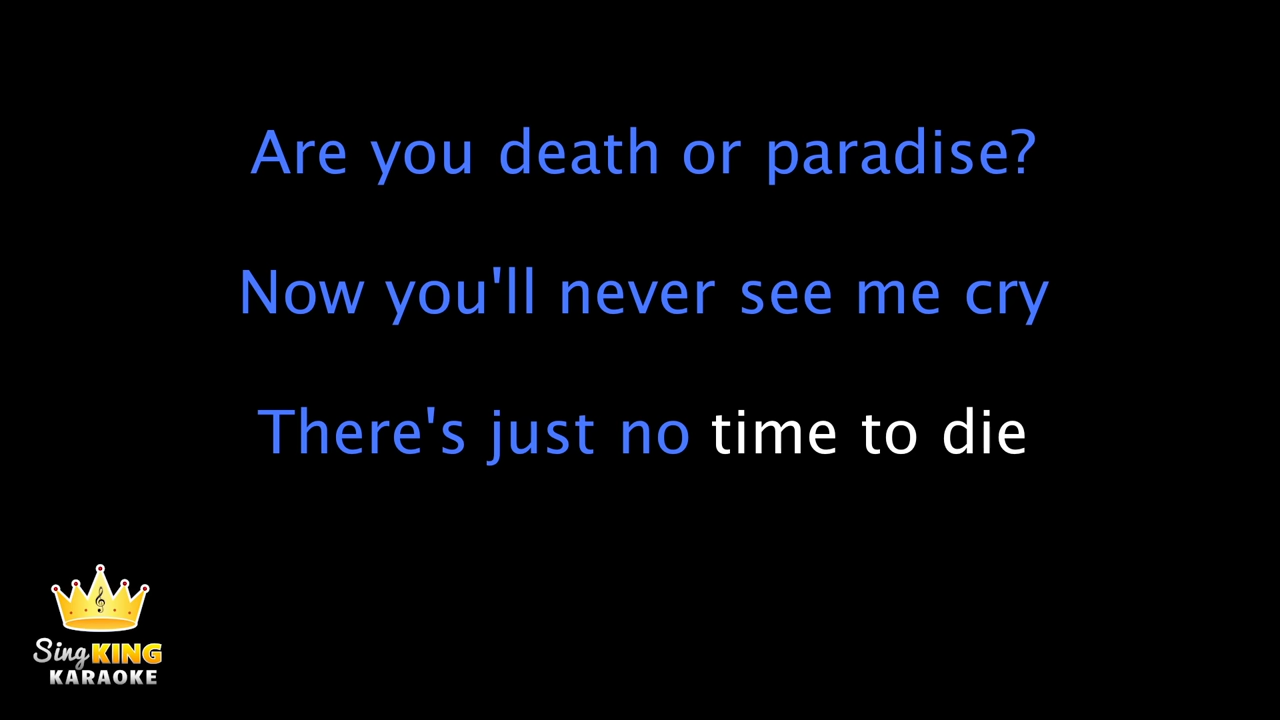 Are you death or paradise?
Now you'll never see me cry
There's just no time to die
Sing KING
KARAOKE